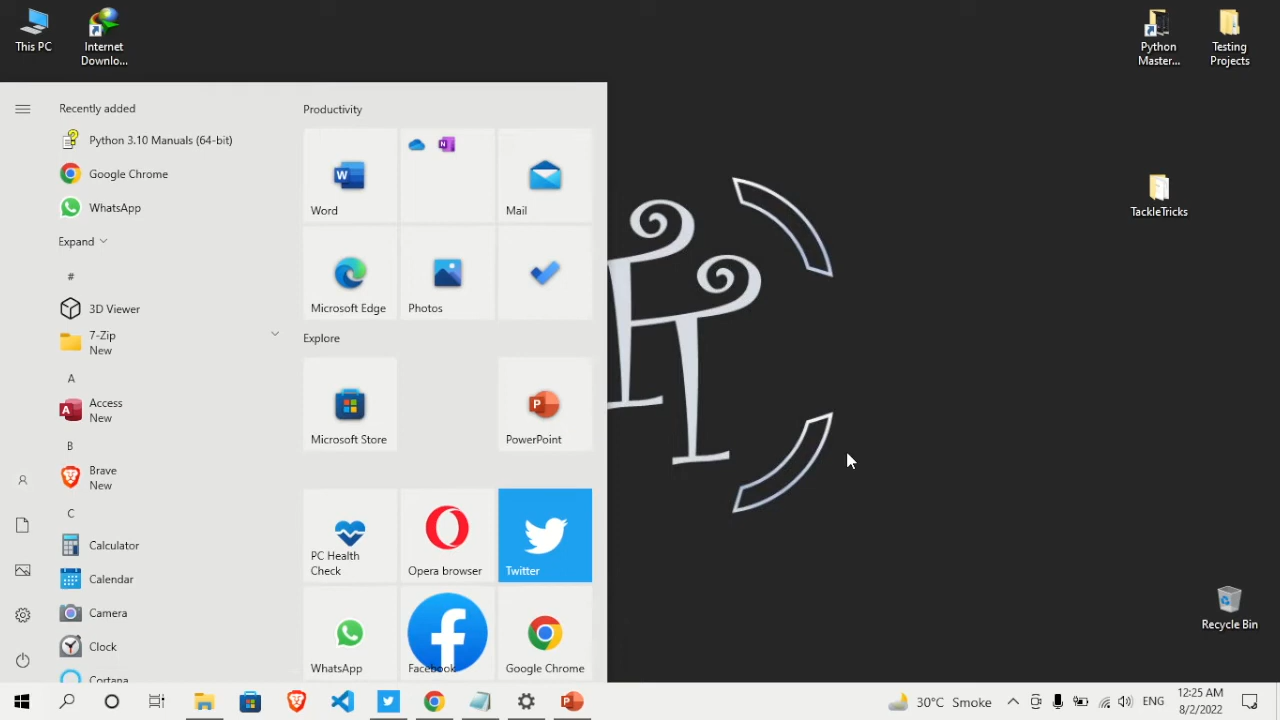 This PC
Internet
Downlo...
Python
Master...
Testing
Projects
TackleTricks
Recycle Bin
Recently added
Python 3.10 Manuals (64-bit)
Google Chrome
WhatsApp
Expand
#
3D Viewer
7-Zip
New
A
Access
New
B
Brave
New
C
Calculator
Calendar
Camera
Clock
Cortana
Productivity
Word
Mail
Microsoft Edge
Photos
Explore
Microsoft Store
PowerPoint
PC Health
Check
Opera browser
Twitter
WhatsApp
Facebook
Google Chrome
30°C Smoke
ENG
12:25 AM
8/2/2022